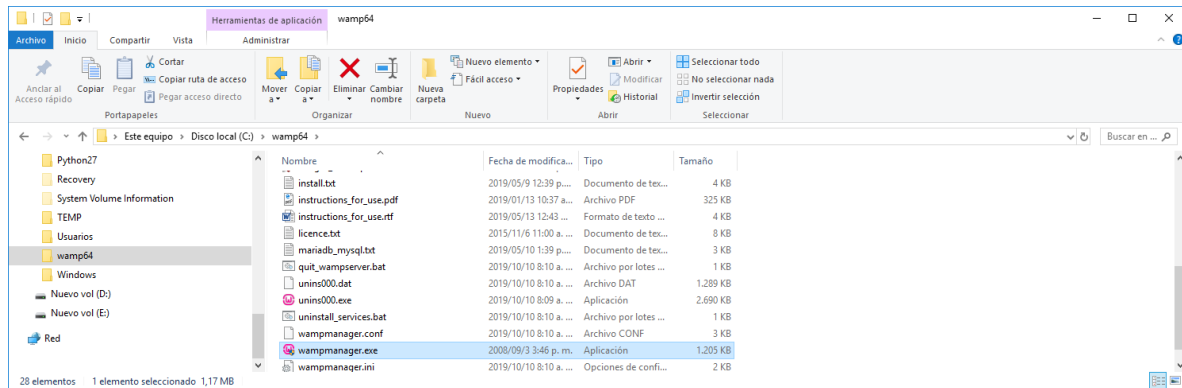 Herramientas de aplicación wamp64
Archivo Inicio Compartir Vista Administrar
Anclar al Acceso rápido
Copiar
Pegar
Cortar
Copiar ruta de acceso
Pegar acceso directo
Portapapeles
Mover a
Copiar a
Eliminar
Cambiar nombre
Organizar
Nueva carpeta
Nuevo elemento
Fácil acceso
Nuevo
Propiedades
Abrir
Modificar
Historial
Abrir
Seleccionar todo
No seleccionar nada
Invertir selección
Seleccionar
Este equipo > Disco local (C:) > wamp64 >
Buscar en ...
Python27
Recovery
System Volume Information
TEMP
Usuarios
wamp64
Windows
Nuevo vol (D:)
Nuevo vol (E:)
Red
Nombre Fecha de modifica... Tipo Tamaño
install.txt 2019/05/9 12:39 p.... Documento de tex... 4 KB
instructions_for_use.pdf 2019/01/13 10:37 a... Archivo PDF 325 KB
instructions_for_use.rtf 2019/05/13 12:43 ... Formato de texto ... 4 KB
licence.txt 2015/11/6 11:00 a. ... Documento de tex... 8 KB
mariadb_mysql.txt 2019/05/10 1:39 p.... Documento de tex... 3 KB
quit_wampserver.bat 2019/10/10 8:10 a. ... Archivo por lotes ... 1 KB
unins000.dat 2019/10/10 8:10 a. ... Archivo DAT 1.289 KB
unins000.exe 2019/10/10 8:09 a. ... Aplicación 2.690 KB
uninstall_services.bat 2019/10/10 8:10 a. ... Archivo por lotes ... 1 KB
wampmanager.conf 2019/10/10 8:10 a. ... Archivo CONF 3 KB
wampmanager.exe 2008/09/3 3:46 p. m. Aplicación 1.205 KB
wampmanager.ini 2019/10/10 8:10 a. ... Opciones de confi... 2 KB
28 elementos 1 elemento seleccionado 1,17 MB